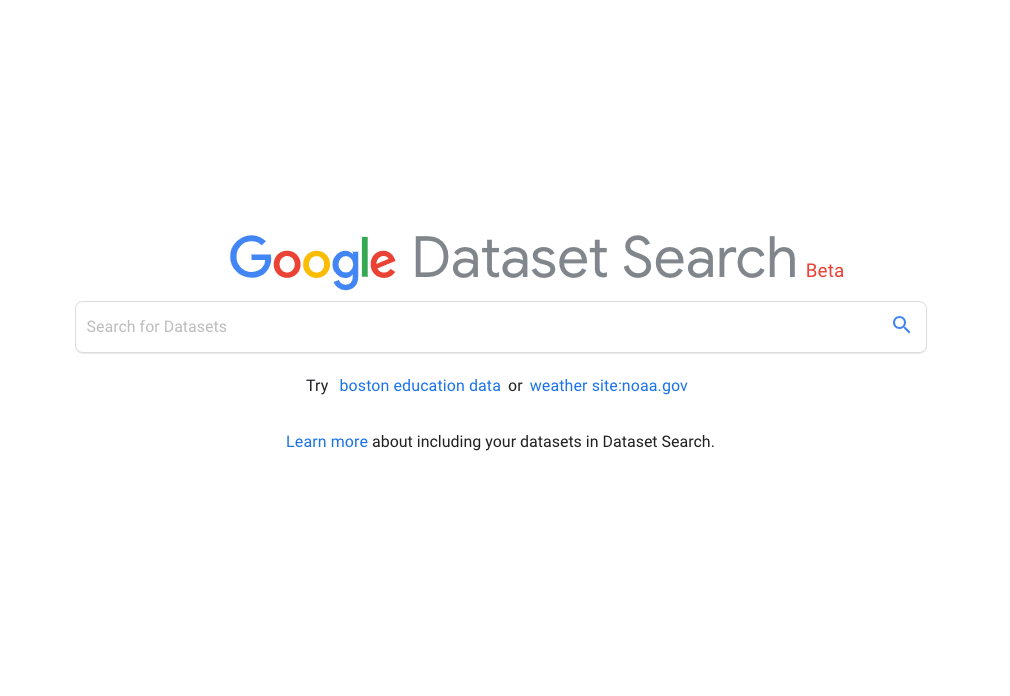 Google Dataset Search Beta
Search for Datasets
Try boston education data or weather site:noaa.gov
Learn more about including your datasets in Dataset Search.